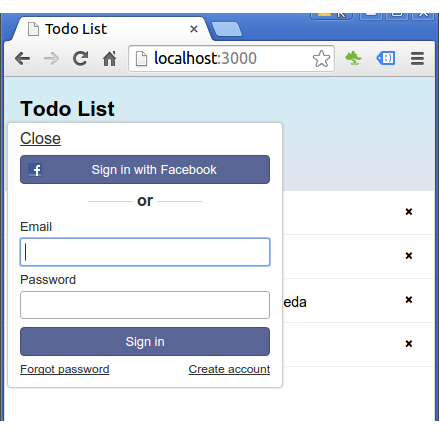 Todo List
localhost:3000
Todo List
Close
Sign in with Facebook
or
Email
Password
eda
Sign in
Forgot password Create account